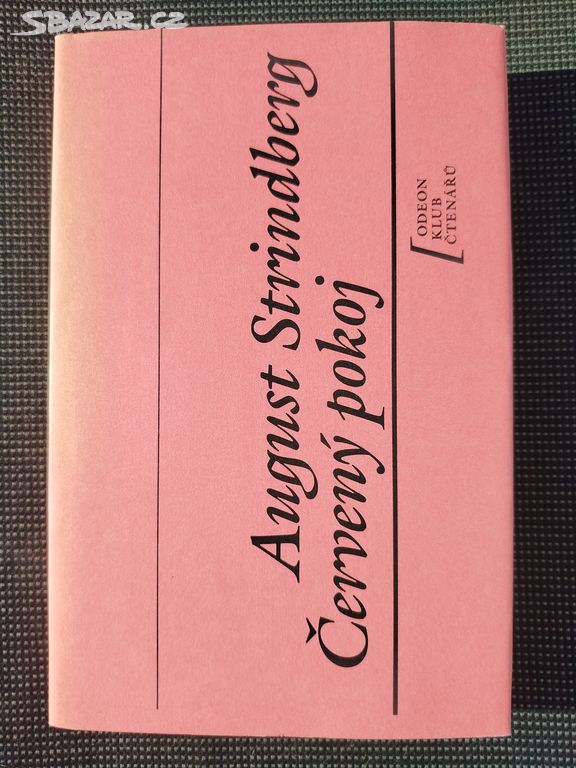 SBAZAR.CZ
August Strindberg
Červený pokoj
ODEON
KLUB
ČTENÁŘŮ